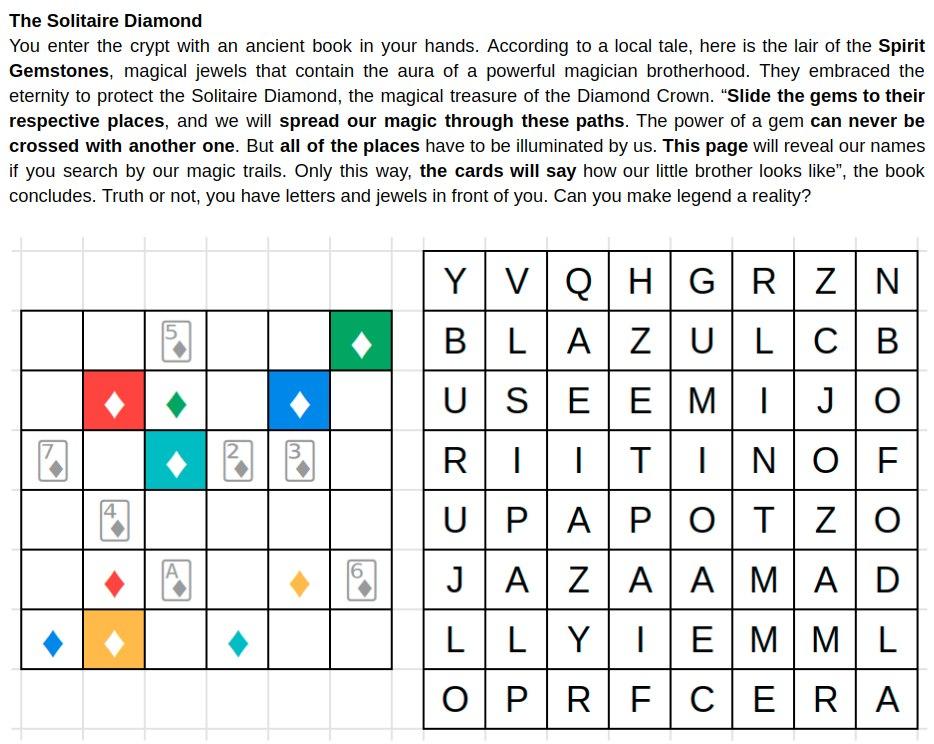 The Solitaire Diamond
You enter the crypt with an ancient book in your hands. According to a local tale, here is the lair of the Spirit
Gemstones, magical jewels that contain the aura of a powerful magician brotherhood. They embraced the
eternity to protect the Solitaire Diamond, the magical treasure of the Diamond Crown. “Slide the gems to their
respective places, and we will spread our magic through these paths. The power of a gem can never be
crossed with another one. But all of the places have to be illuminated by us. This page will reveal our names
if you search by our magic trails. Only this way, the cards will say how our little brother looks like”, the book
concludes. Truth or not, you have letters and jewels in front of you. Can you make legend a reality?
Y V Q H G R Z N
5 B L A Z U L C B
U S E E M I J O
7 2 3 R I I T I N O F
4 U P A P O T Z O
A 6 J A Z A A M A D
L L Y I E M M L
O P R F C E R A